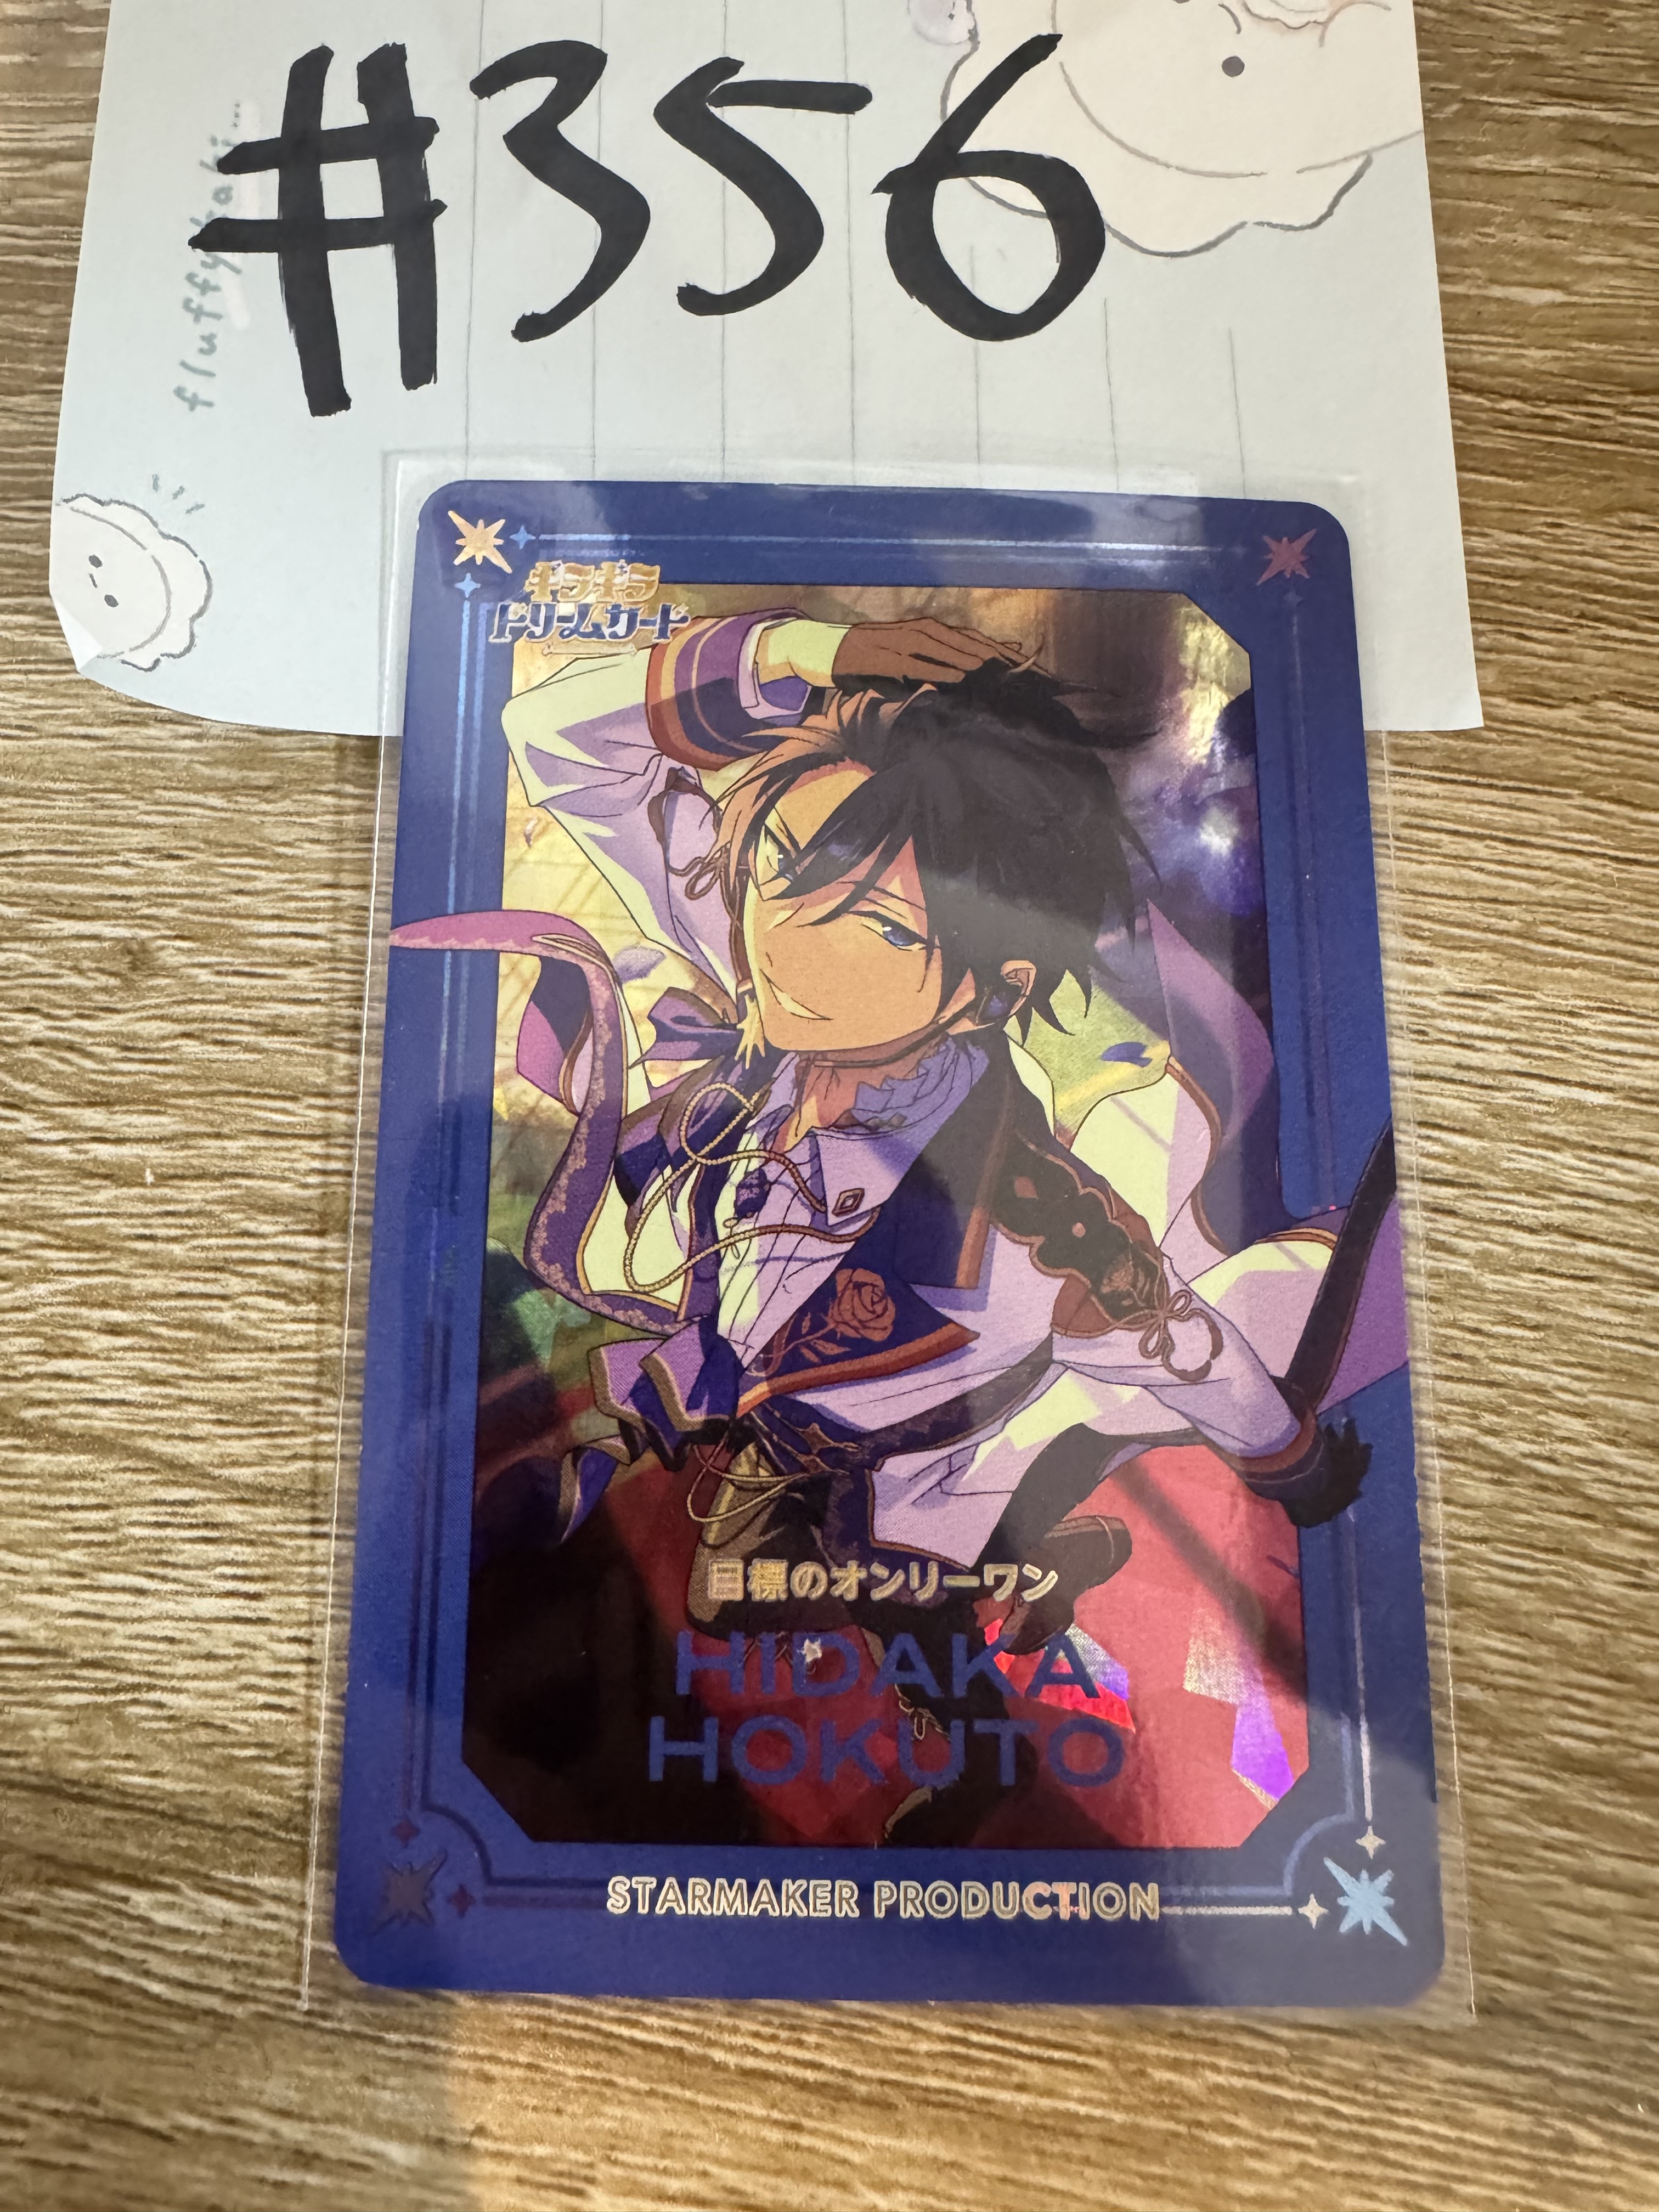 #356
キラキラ
ドリームカード
目標のオンリーワン
HIDAKA
HOKUTO
STARMAKER PRODUCTION